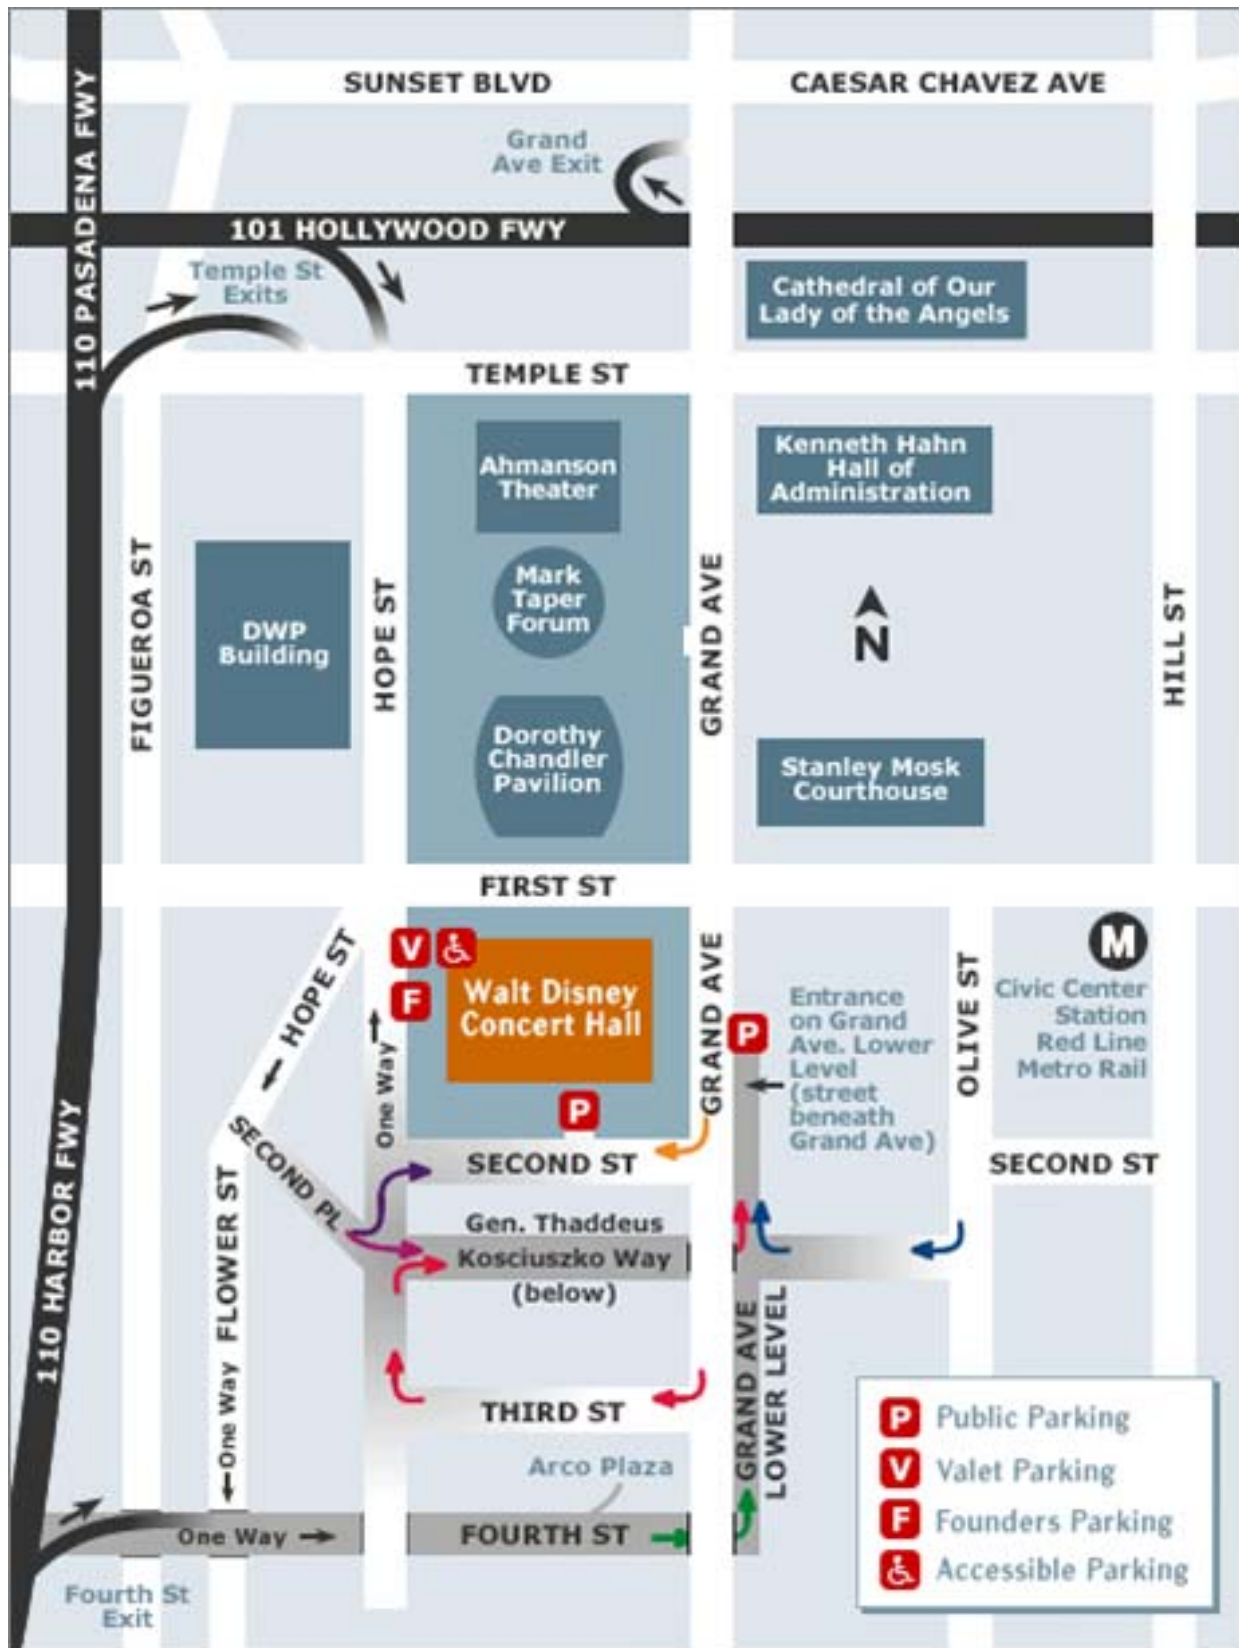 SUNSET BLVD
CAESAR CHAVEZ AVE
110 PASADENA FWY
Grand
Ave Exit
101 HOLLYWOOD FWY
Temple St
Exits
Cathedral of Our
Lady of the Angels
TEMPLE ST
Ahmanson
Theater
Kenneth Hahn
Hall of
Administration
FIGUEROA ST
HOPE ST
GRAND AVE
HILL ST
Mark
Taper
Forum
DWP
Building
N
Dorothy
Chandler
Pavilion
Stanley Mosk
Courthouse
FIRST ST
HOPE ST
V
F
One Way
Walt Disney
Concert Hall
P
GRAND AVE
P
Entrance
on Grand
Ave. Lower
Level
(street
beneath
Grand Ave)
OLIVE ST
M
Civic Center
Station
Red Line
Metro Rail
SECOND PL
SECOND ST
SECOND ST
110 HARBOR FWY
FLOWER ST
One Way
Gen. Thaddeus
Kosciuszko Way
(below)
GRAND AVE
LOWER LEVEL
THIRD ST
Arco Plaza
One Way
FOURTH ST
Fourth St
Exit
P Public Parking
V Valet Parking
F Founders Parking
Accessible Parking